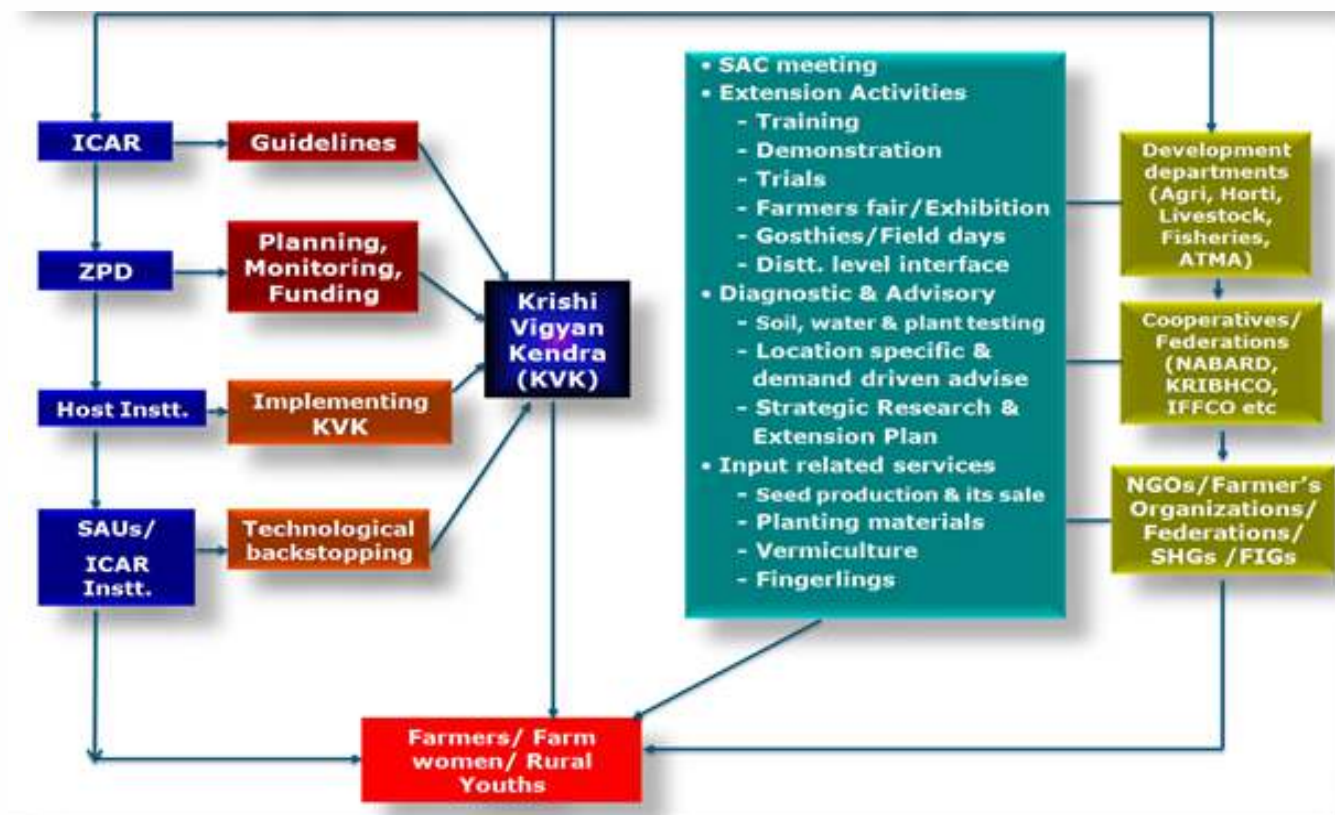 ICAR
Guidelines
ZPD
Planning,
Monitoring,
Funding
Host Instt.
Implementing
KVK
SAUs/
ICAR
Instt.
Technological
backstopping
Krishi
Vigyan
Kendra
(KVK)
• SAC meeting
• Extension Activities
- Training
- Demonstration
- Trials
- Farmers fair/Exhibition
- Gosthies/Field days
- Distt. level interface
• Diagnostic & Advisory
- Soil, water & plant testing
- Location specific &
demand driven advise
- Strategic Research &
Extension Plan
• Input related services
- Seed production & its sale
- Planting materials
- Vermiculture
- Fingerlings
Development
departments
(Agri, Horti,
Livestock,
Fisheries,
ATMA)
Cooperatives/
Federations
(NABARD,
KRIBHCO,
IFFCO etc
NGOs/Farmer's
Organizations/
Federations/
SHGs /FIGs
Farmers/ Farm
women/ Rural
Youths